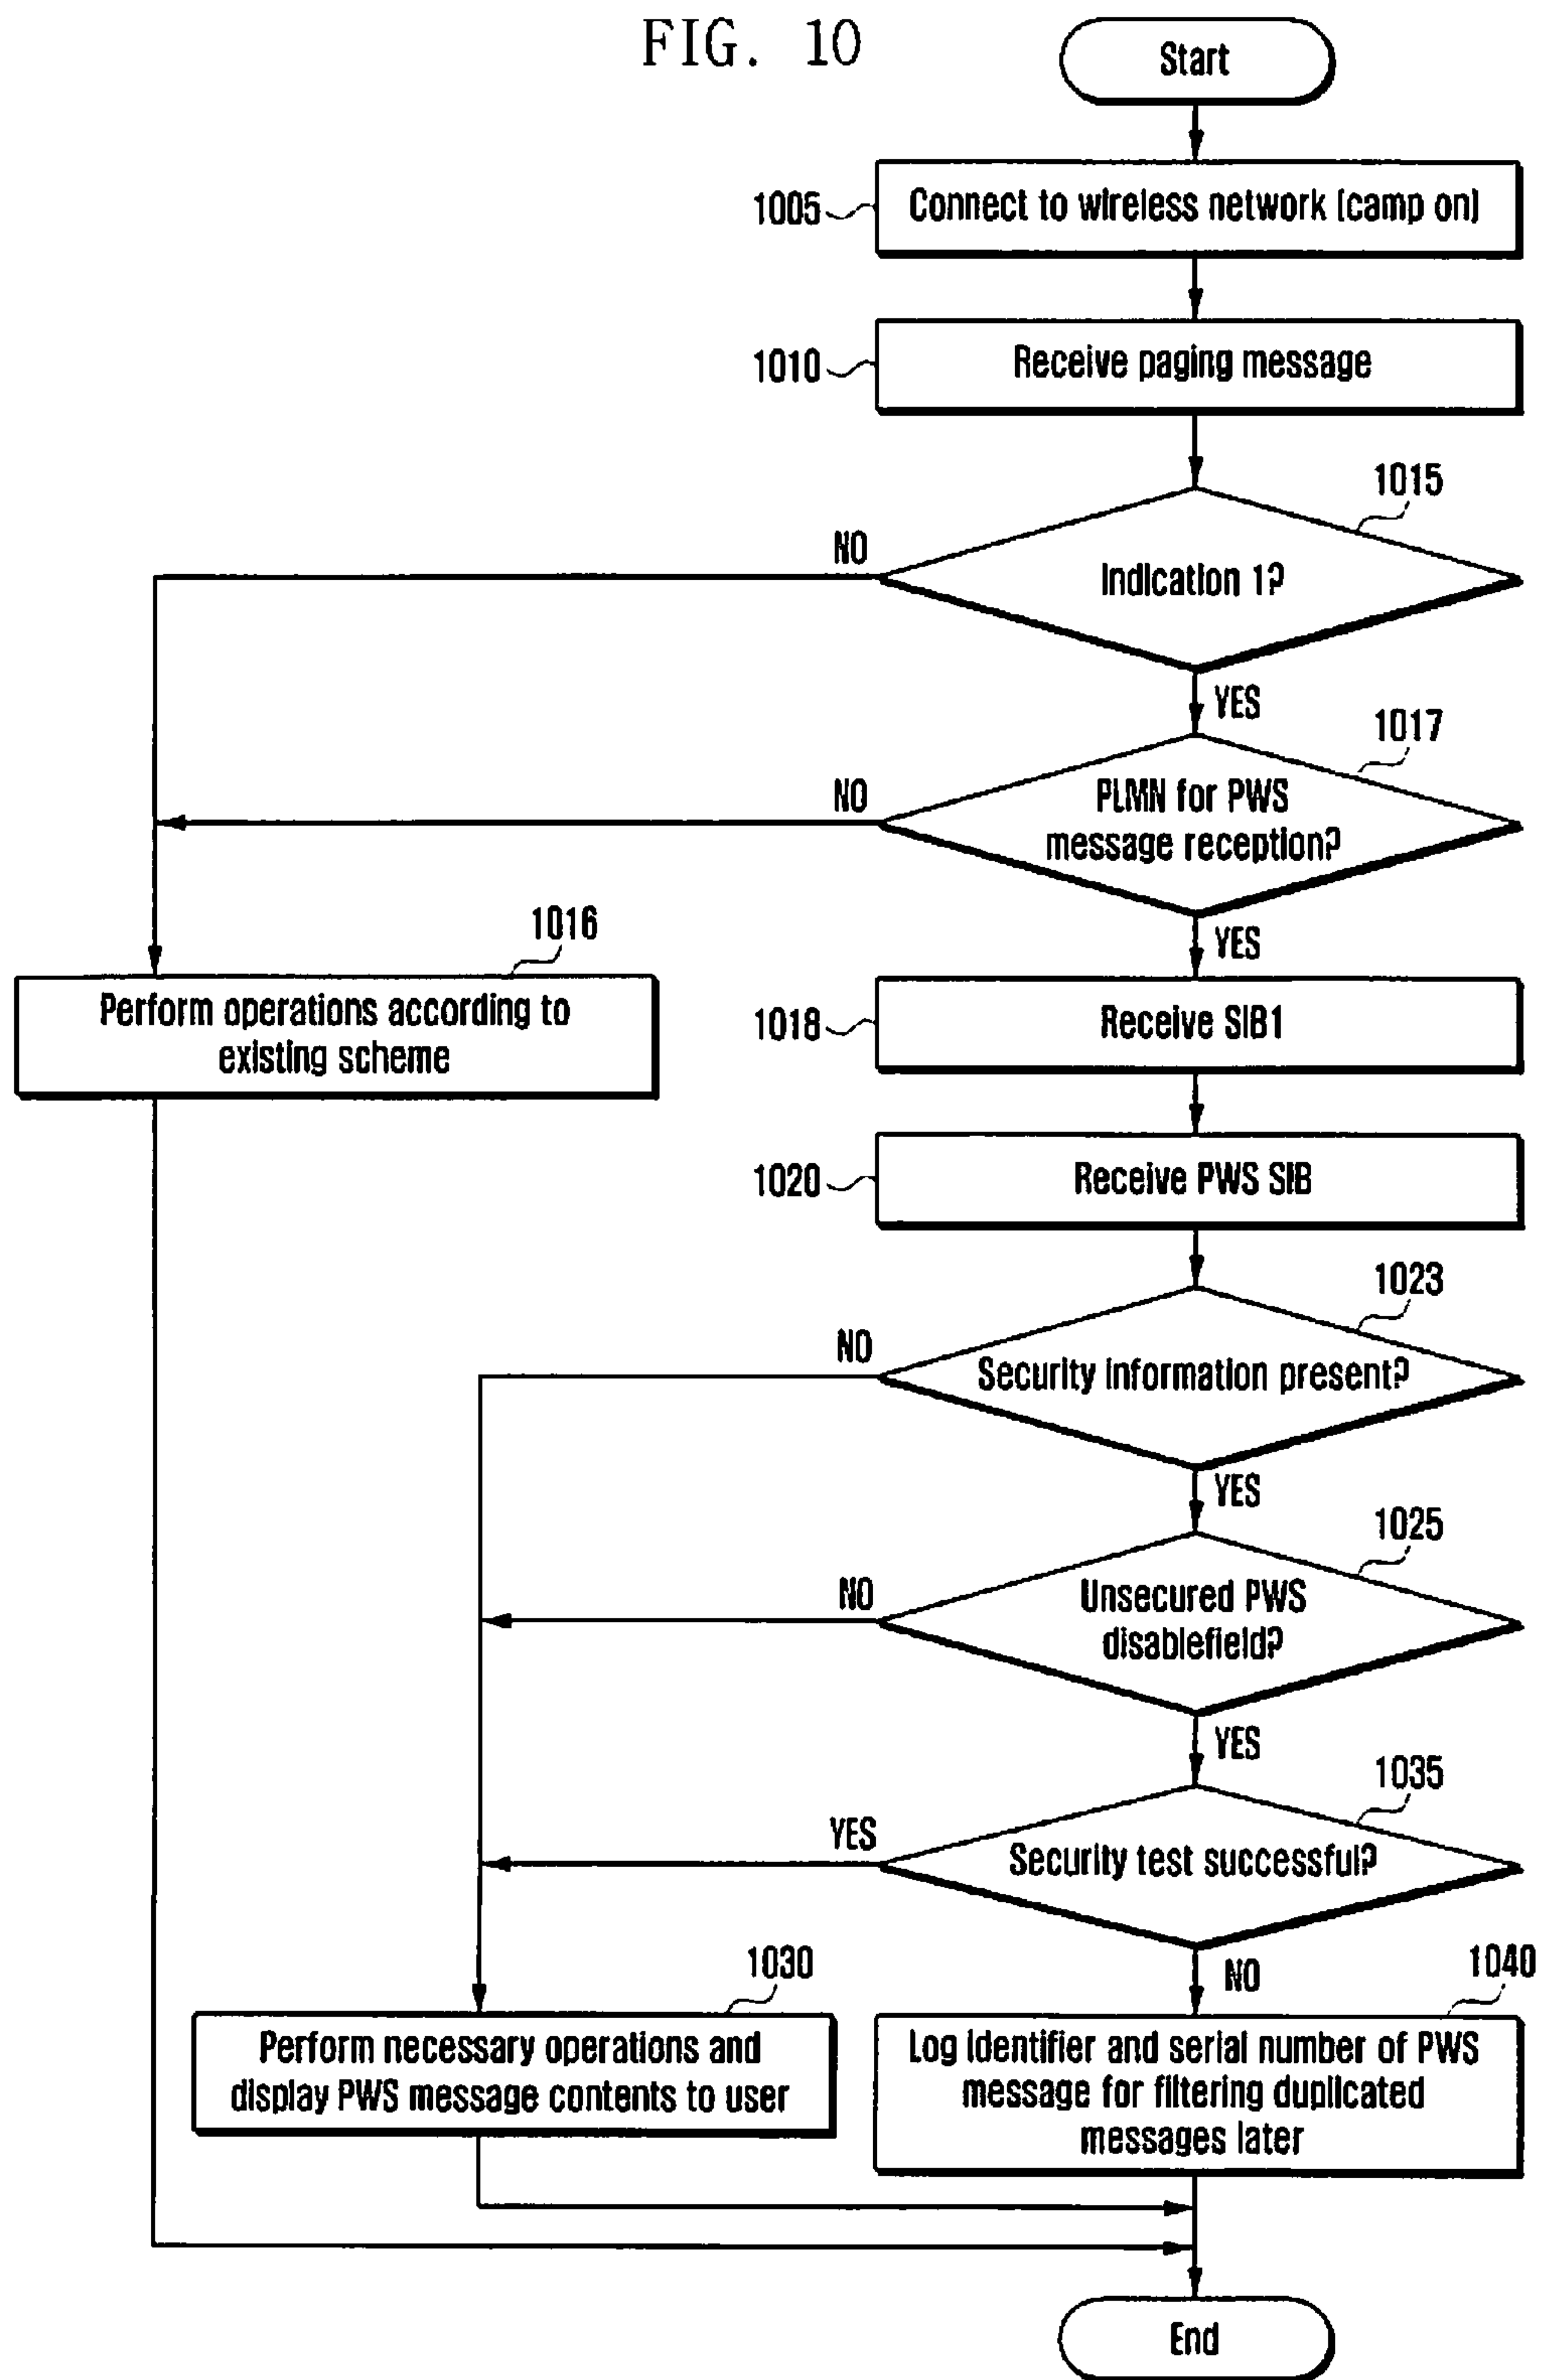 FIG. 10
Start
1005
Connect to wireless network (camp on)
1010
Receive paging message
1015
NO
Indication 1?
YES
1017
NO
PLMN for PWS
message reception?
1016
YES
Perform operations according to
existing scheme
1018
Receive SIB1
1020
Receive PWS SIB
1023
NO
Security information present?
YES
1025
NO
Unsecured PWS
disablefield?
YES
1035
YES
Security test successful?
1030
NO
1040
Perform necessary operations and
display PWS message contents to user
Log identifier and serial number of PWS
message for filtering duplicated
messages later
End